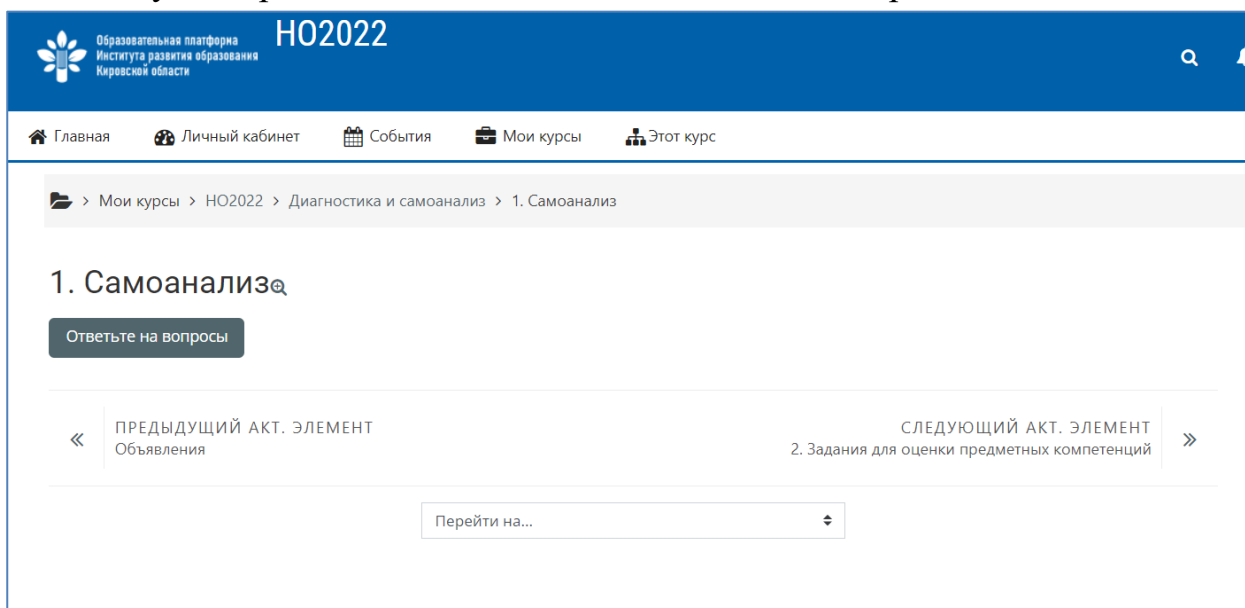 Образовательная платформа
Института развития образования
Кировской области
НО2022
Главная Личный кабинет События Мои курсы Этот курс
> Мои курсы > НО2022 > Диагностика и самоанализ > 1. Самоанализ
1. Самоанализ
Ответьте на вопросы
« ПРЕДЫДУЩИЙ АКТ. ЭЛЕМЕНТ
Объявления
СЛЕДУЮЩИЙ АКТ. ЭЛЕМЕНТ »
2. Задания для оценки предметных компетенций
Перейти на...